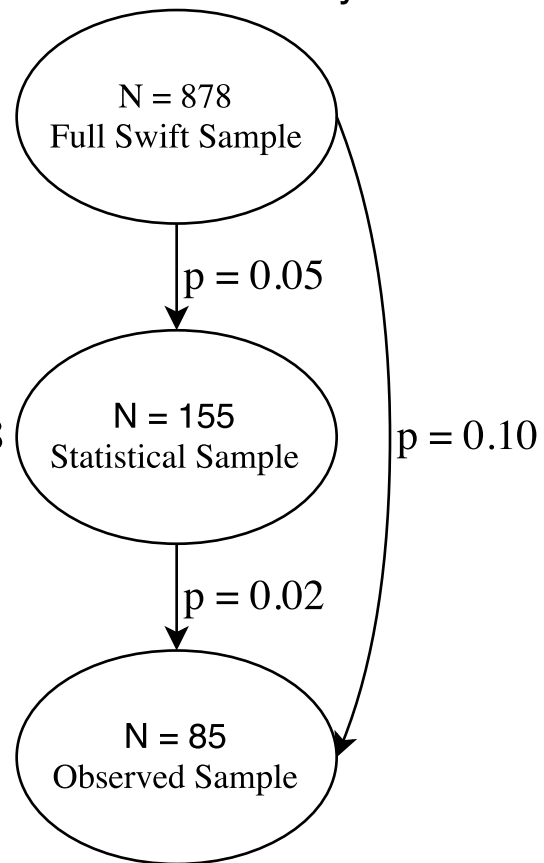 N = 878
Full Swift Sample
p = 0.05
N = 155
Statistical Sample
p = 0.10
p = 0.02
N = 85
Observed Sample